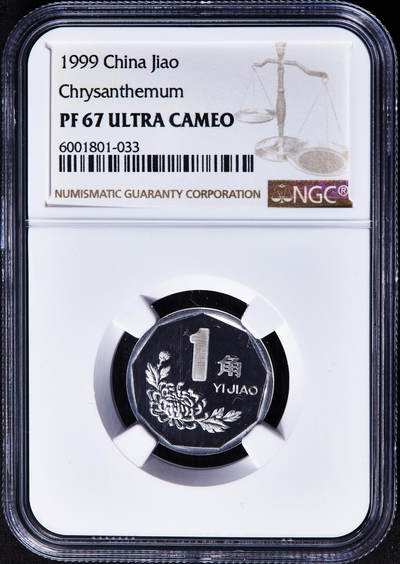 1999 China Jiao
Chrysanthemum
PF 67 ULTRA CAMEO
6001801-033
NUMISMATIC GUARANTY CORPORATION NGC®
1
角
YI JIAO